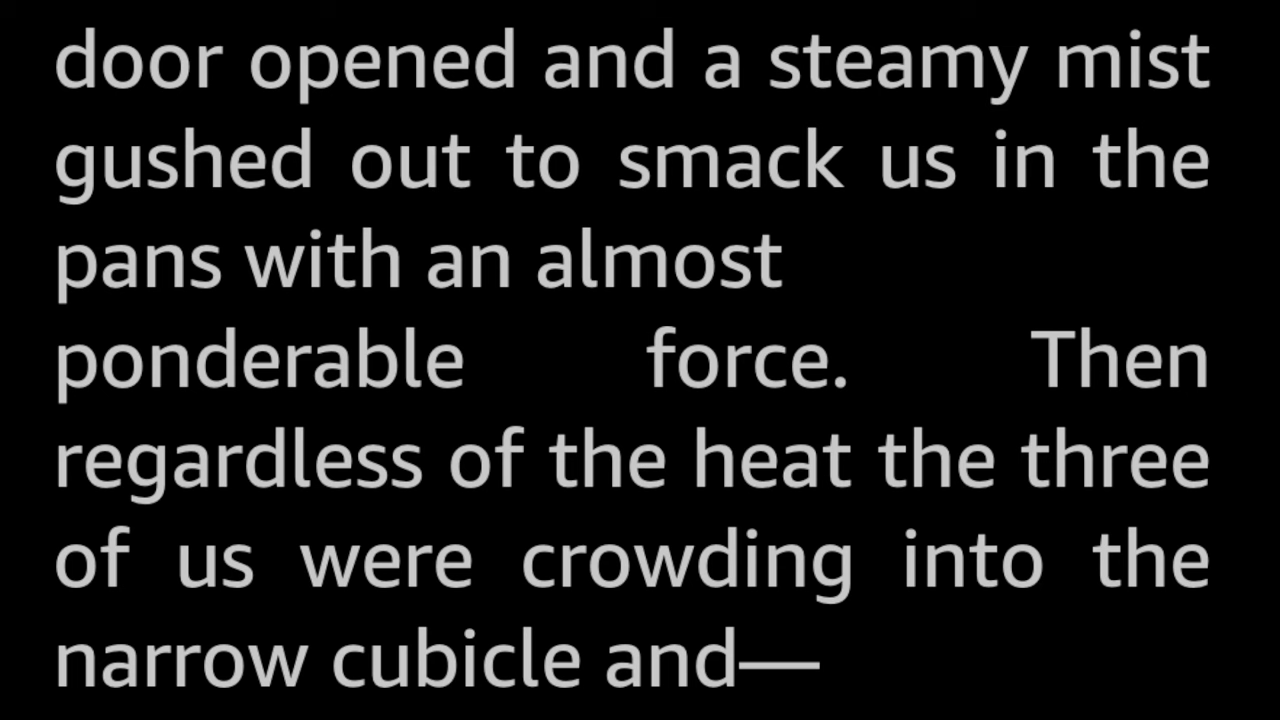 door opened and a steamy mist
gushed out to smack us in the
pans with an almost
ponderable force. Then
regardless of the heat the three
of us were crowding into the
narrow cubicle and—